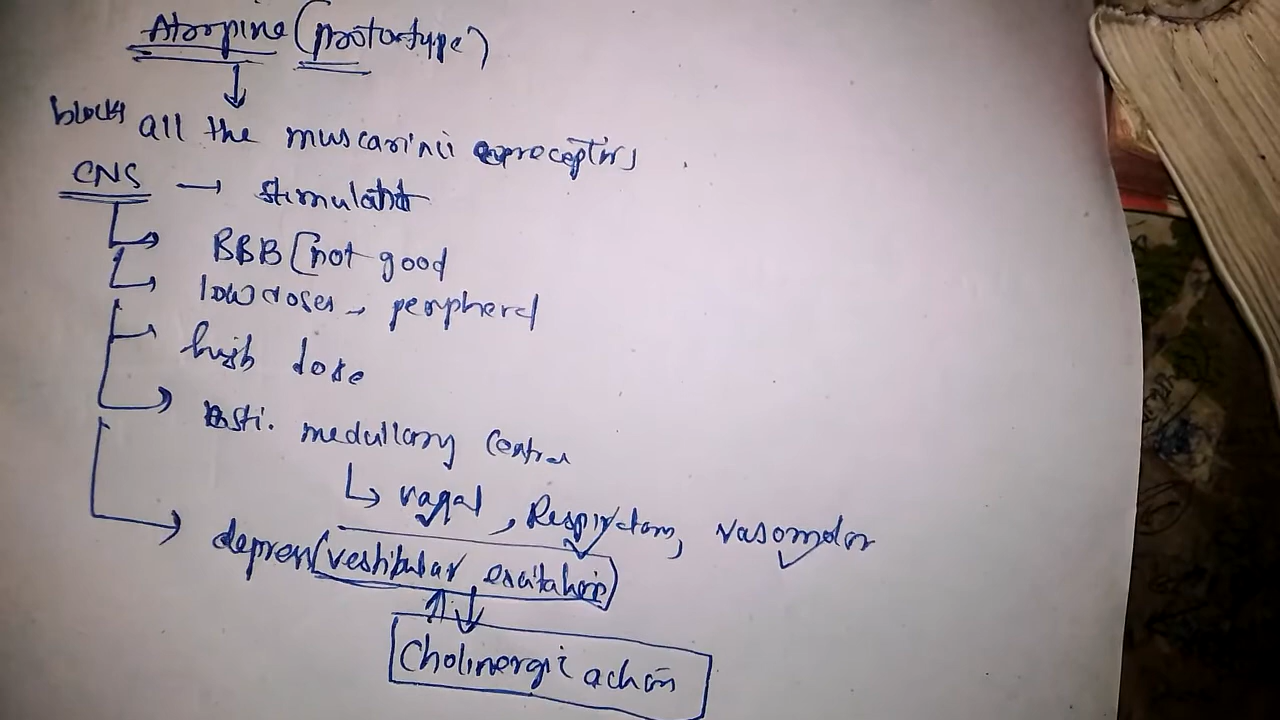 Atropine (prototype)
blocks all the muscarinic receptors
CNS → stimulant
BBB [not good
low doses → peripheral
high dose
sti. medullary centre
vagal, Respiratory, vasomotor
depress (vestibular excitation)
Cholinergic action